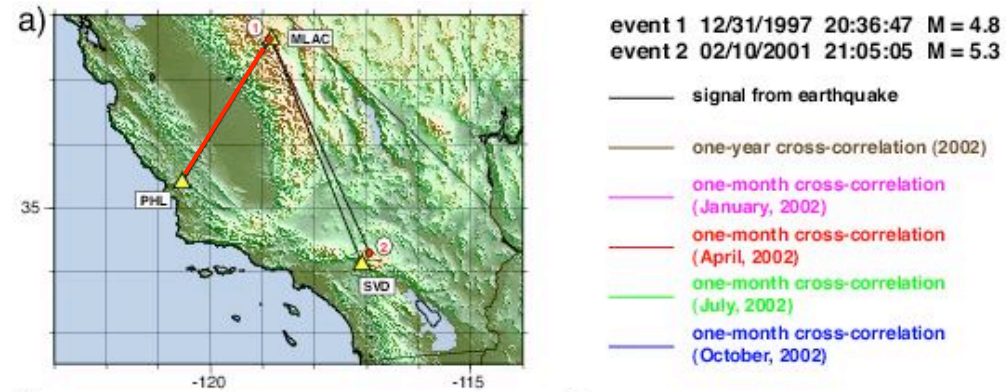 a)
1
MLAC
PHL
35
2
SVD
-120
-115
event 1 12/31/1997 20:36:47 M = 4.8
event 2 02/10/2001 21:05:05 M = 5.3
signal from earthquake
one-year cross-correlation (2002)
one-month cross-correlation
(January, 2002)
one-month cross-correlation
(April, 2002)
one-month cross-correlation
(July, 2002)
one-month cross-correlation
(October, 2002)